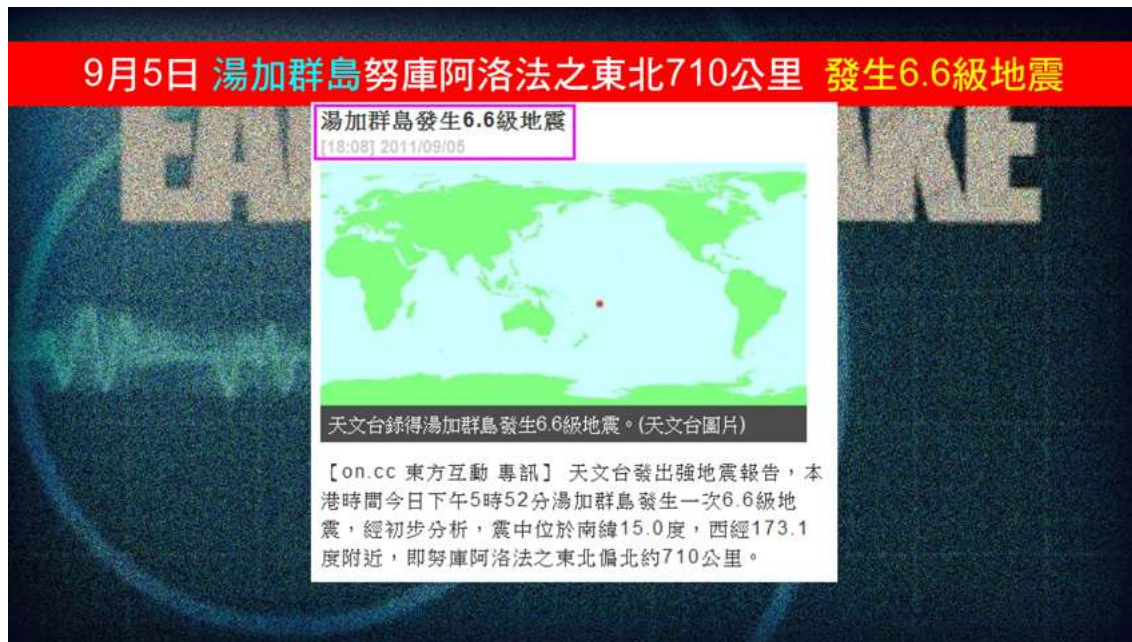 9月5日 湯加群島努庫阿洛法之東北710公里 發生6.6級地震
湯加群島發生6.6級地震
[18:08] 2011/09/05
天文台錄得湯加群島發生6.6級地震。(天文台圖片)
【on.cc 東方互動 專訊】 天文台發出強地震報告，本
港時間今日下午5時52分湯加群島發生一次6.6級地
震，經初步分析，震中位於南緯15.0度，西經173.1
度附近，即努庫阿洛法之東北偏北約710公里。